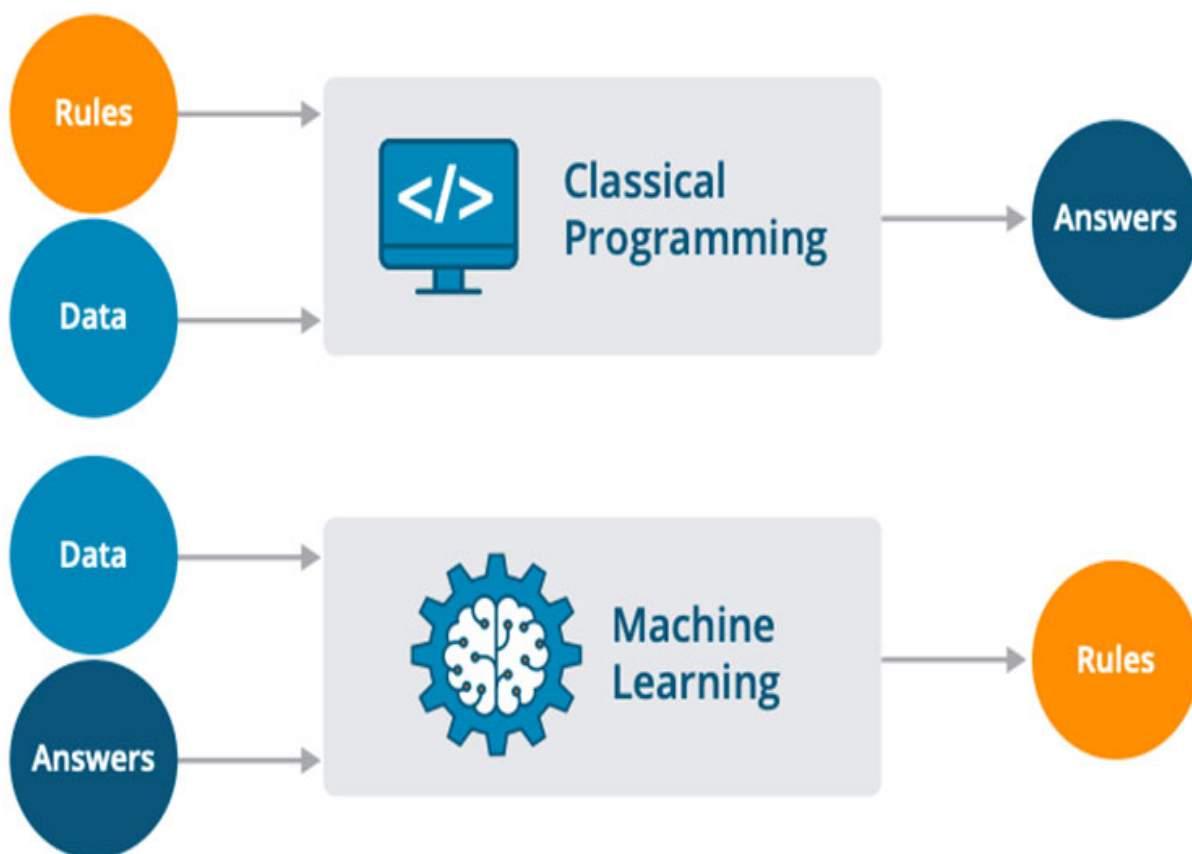 Rules
</>
Classical
Programming
Answers
Data
Data
Machine
Learning
Rules
Answers